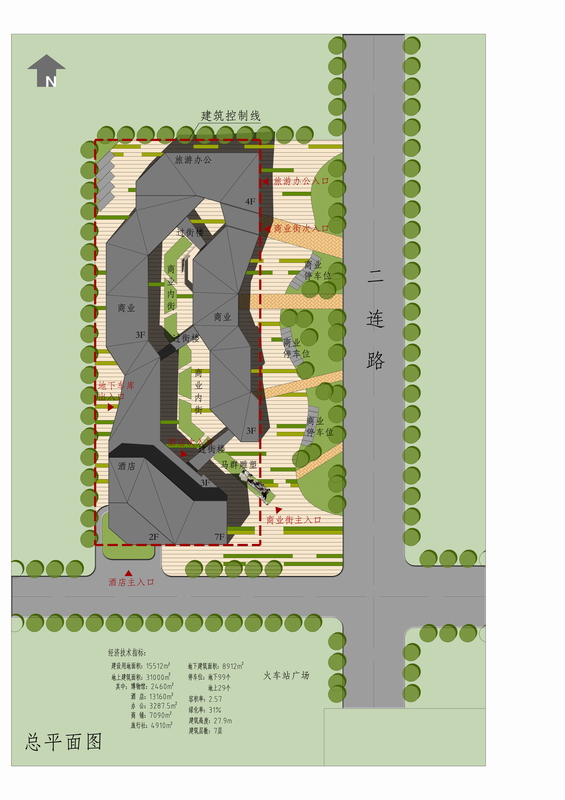 N
建筑控制线
旅游办公
旅游办公入口
4F
商业街次入口
过街楼
商业
停车位
商业内街
二连路
商业
商业
3F
过街楼
商业
停车位
地下车库
出入口
商业内街
商业
停车位
3F
过街楼
酒店
马群雕塑
3F
商业街主入口
2F
7F
酒店主入口
经济技术指标:
建设用地面积: 15512m²
地上建筑面积: 31000m²
其中: 博物馆: 2460m²
酒 店: 13160m²
办 公: 3287.5m²
商 铺: 7090m²
旅行社: 4910m²
地下建筑面积: 8912m²
停车位: 地下99个
地上29个
容积率: 2.57
绿化率: 31%
建筑高度: 27.9m
建筑层数: 7层
火车站广场
总平面图